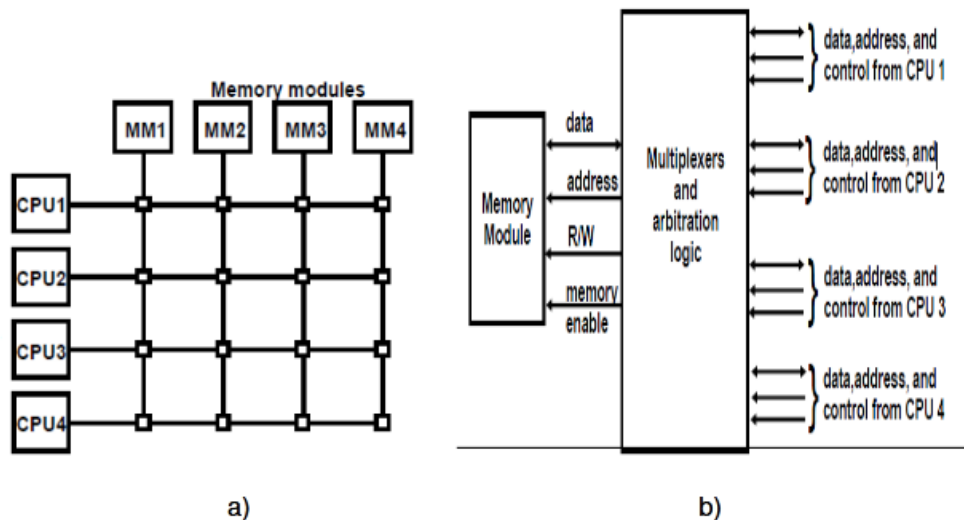 Memory modules
MM1 MM2 MM3 MM4
CPU1
CPU2
CPU3
CPU4
a)
Memory
Module
data
address
R/W
memory
enable
Multiplexers
and
arbitration
logic
data,address, and
control from CPU 1
data,address, and
control from CPU 2
data,address, and
control from CPU 3
data,address, and
control from CPU 4
b)